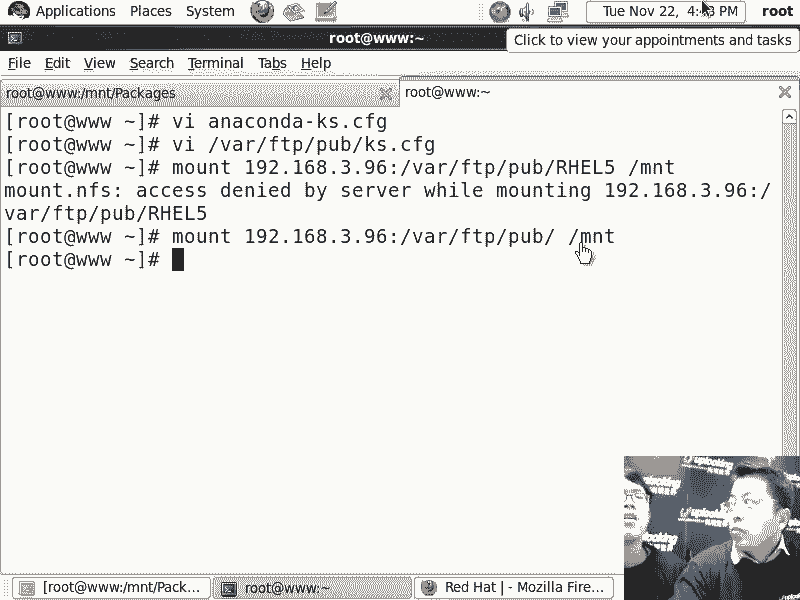 Applications Places System Tue Nov 22, 4: 3 PM root
root@www:~
Click to view your appointments and tasks
File Edit View Search Terminal Tabs Help
root@www:/mnt/Packages root@www:~
[root@www ~]# vi anaconda-ks.cfg
[root@www ~]# vi /var/ftp/pub/ks.cfg
[root@www ~]# mount 192.168.3.96:/var/ftp/pub/RHEL5 /mnt
mount.nfs: access denied by server while mounting 192.168.3.96:/
var/ftp/pub/RHEL5
[root@www ~]# mount 192.168.3.96:/var/ftp/pub/ /mnt
[root@www ~]#
uplooking
[root@www:/mnt/Pack... root@www:~ Red Hat | - Mozilla Fire...